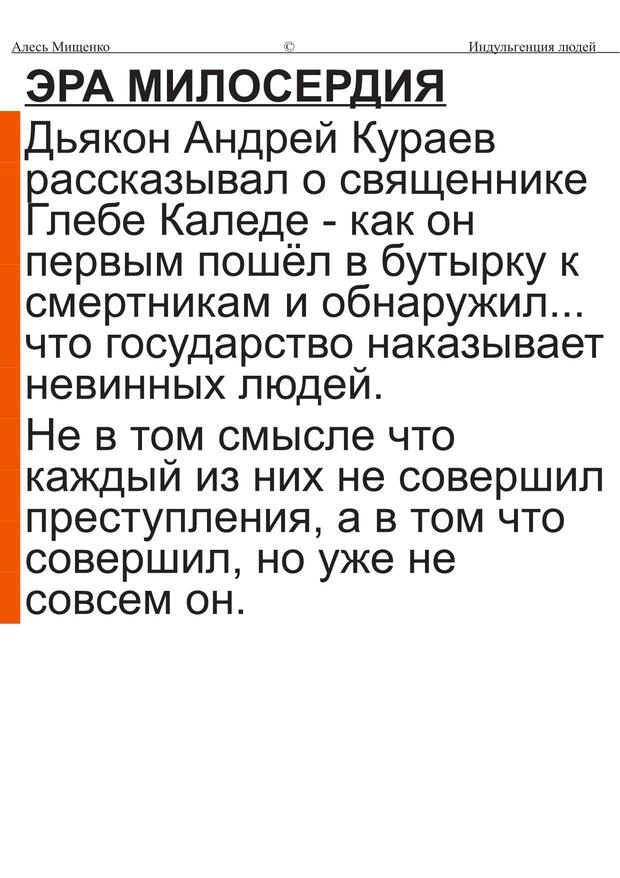 Алесь Мищенко © Индульгенция людей
ЭРА МИЛОСЕРДИЯ
Дьякон Андрей Кураев
рассказывал о священнике
Глебе Каледе - как он
первым пошёл в бутырку к
смертникам и обнаружил...
что государство наказывает
невинных людей.
Не в том смысле что
каждый из них не совершил
преступления, а в том что
совершил, но уже не
совсем он.